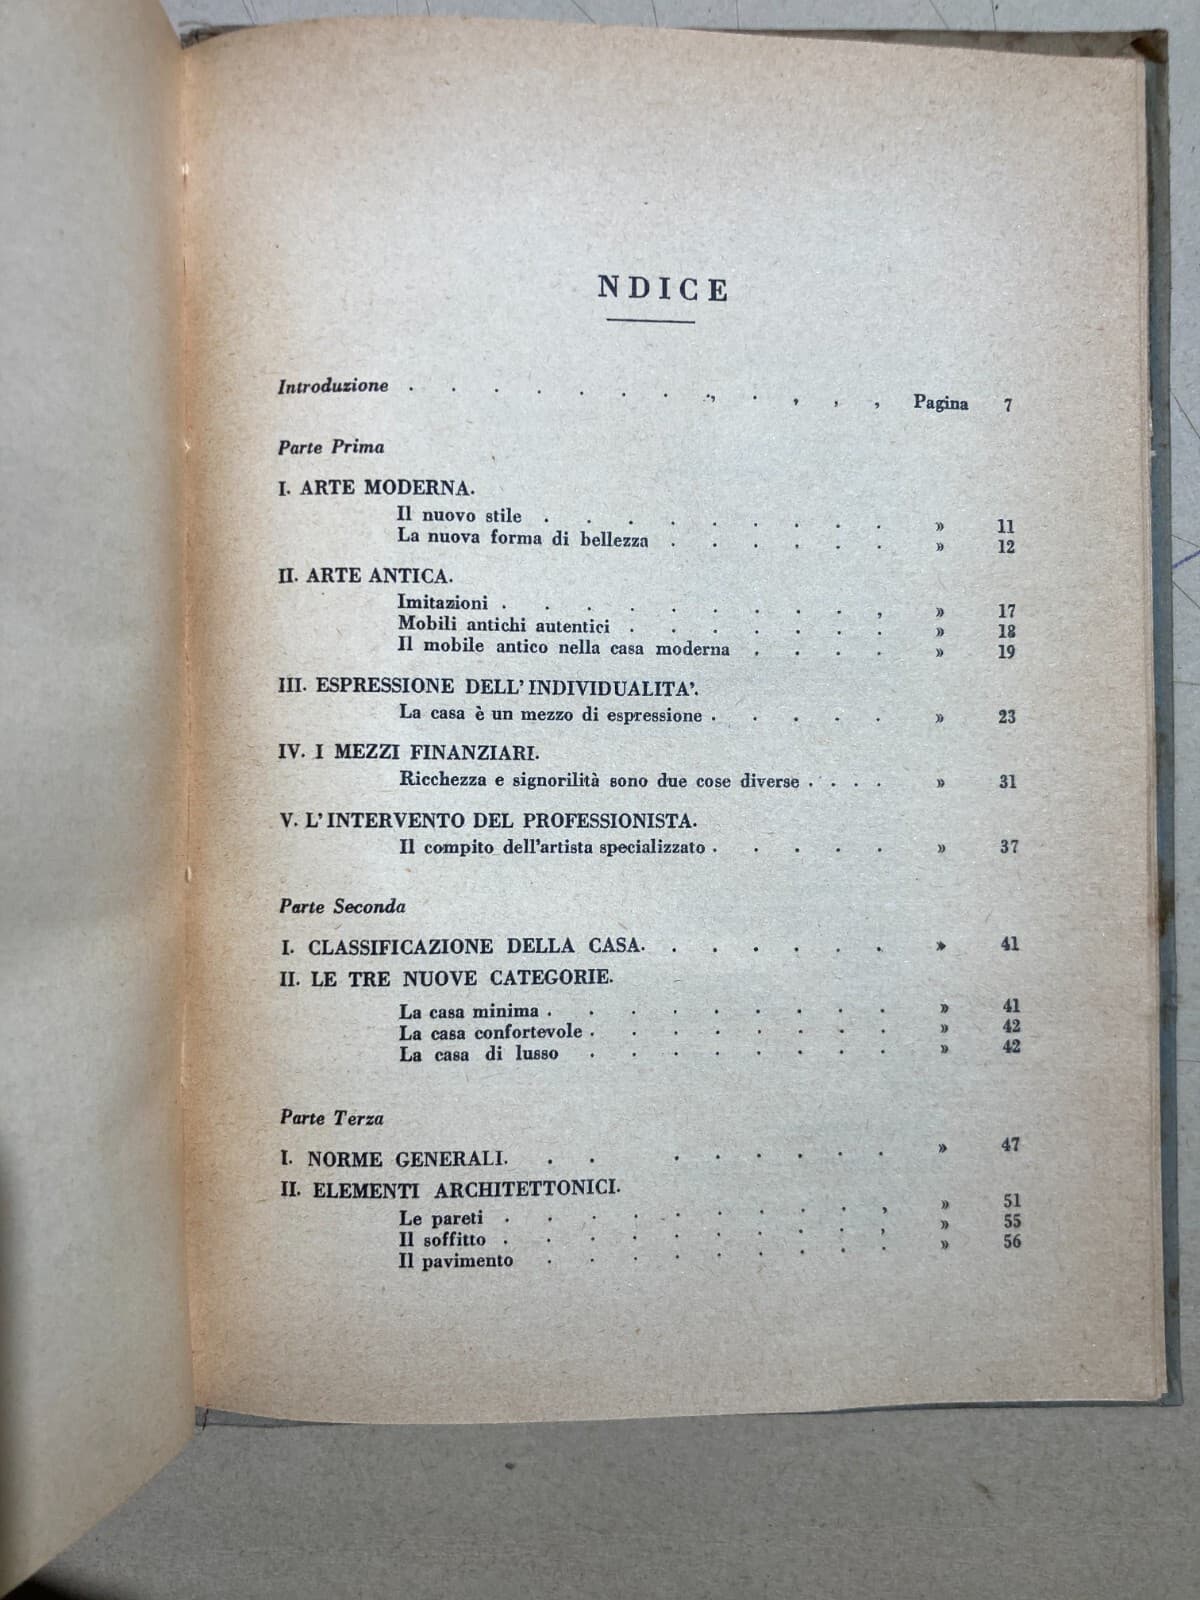 NDICE
Introduzione . . . . . . . . . , . , , , Pagina 7
Parte Prima
I. ARTE MODERNA.
Il nuovo stile . . . . . . . . . » 11
La nuova forma di bellezza . . . . . . » 12
II. ARTE ANTICA.
Imitazioni . . . . . . . . . , » 17
Mobili antichi autentici . . . . . . . » 18
Il mobile antico nella casa moderna . . . . » 19
III. ESPRESSIONE DELL'INDIVIDUALITA'.
La casa è un mezzo di espressione . . . . . » 23
IV. I MEZZI FINANZIARI.
Ricchezza e signorilità sono due cose diverse . . . . » 31
V. L'INTERVENTO DEL PROFESSIONISTA.
Il compito dell'artista specializzato . . . . . » 37
Parte Seconda
I. CLASSIFICAZIONE DELLA CASA. . . . . . . » 41
II. LE TRE NUOVE CATEGORIE.
La casa minima . . . . . . . . . » 41
La casa confortevole . . . . . . . . » 42
La casa di lusso . . . . . . . . » 42
Parte Terza
I. NORME GENERALI. . . . . . . . . » 47
II. ELEMENTI ARCHITETTONICI.
Le pareti . . . . . . . . . , » 51
Il soffitto . . . . . . . . . , » 55
Il pavimento . . . . . . . . . » 56